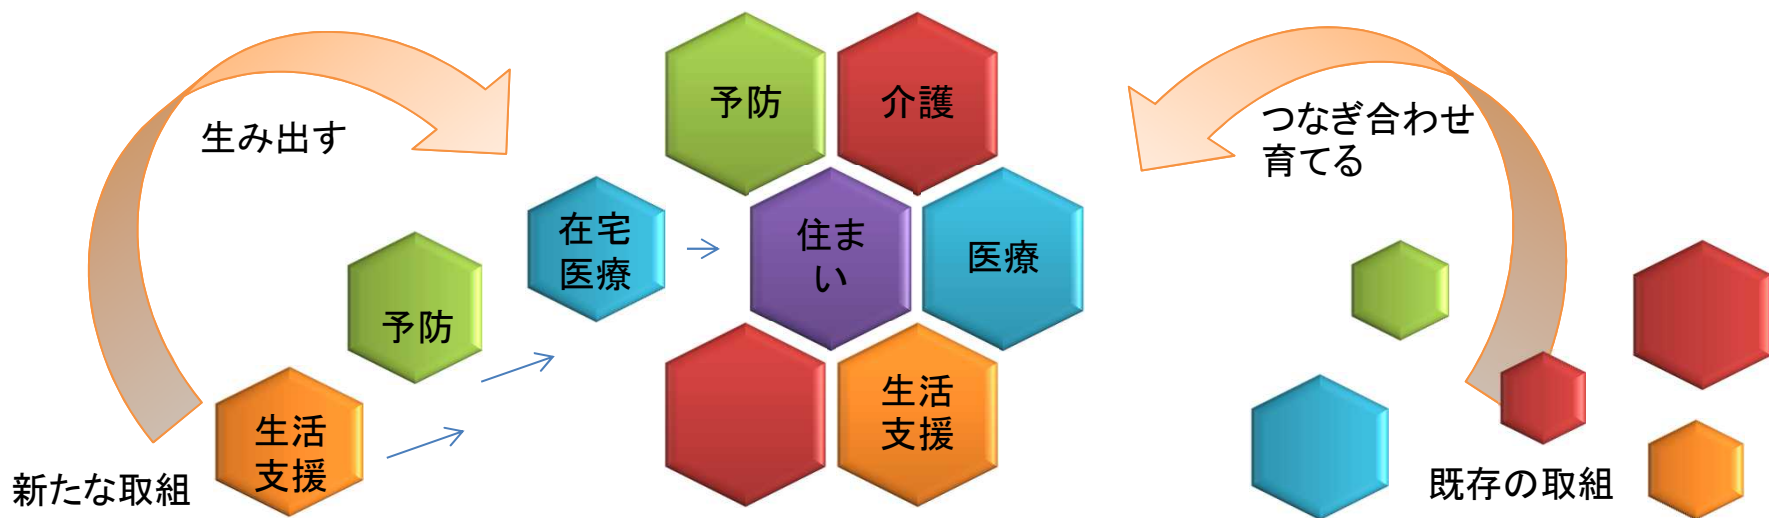 生み出す
新たな取組
生活
支援
予防
在宅
医療
予防
介護
住ま
い
医療
生活
支援
つなぎ合わせ
育てる
既存の取組